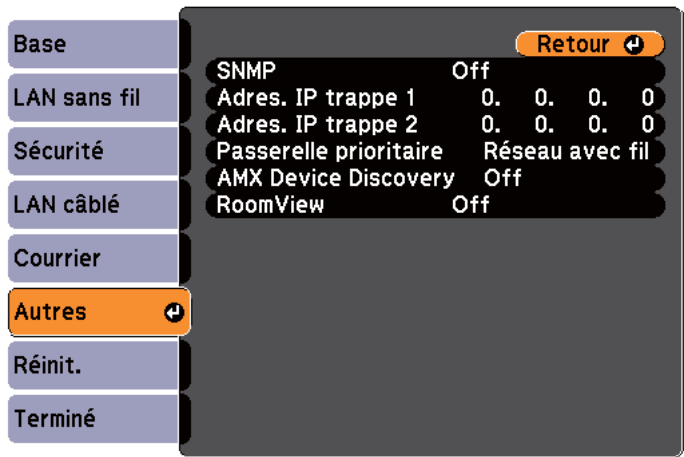 Base
LAN sans fil
Sécurité
LAN câblé
Courrier
Autres
Réinit.
Terminé
Retour
SNMP Off
Adres. IP trappe 1 0. 0. 0. 0
Adres. IP trappe 2 0. 0. 0. 0
Passerelle prioritaire Réseau avec fil
AMX Device Discovery Off
RoomView Off